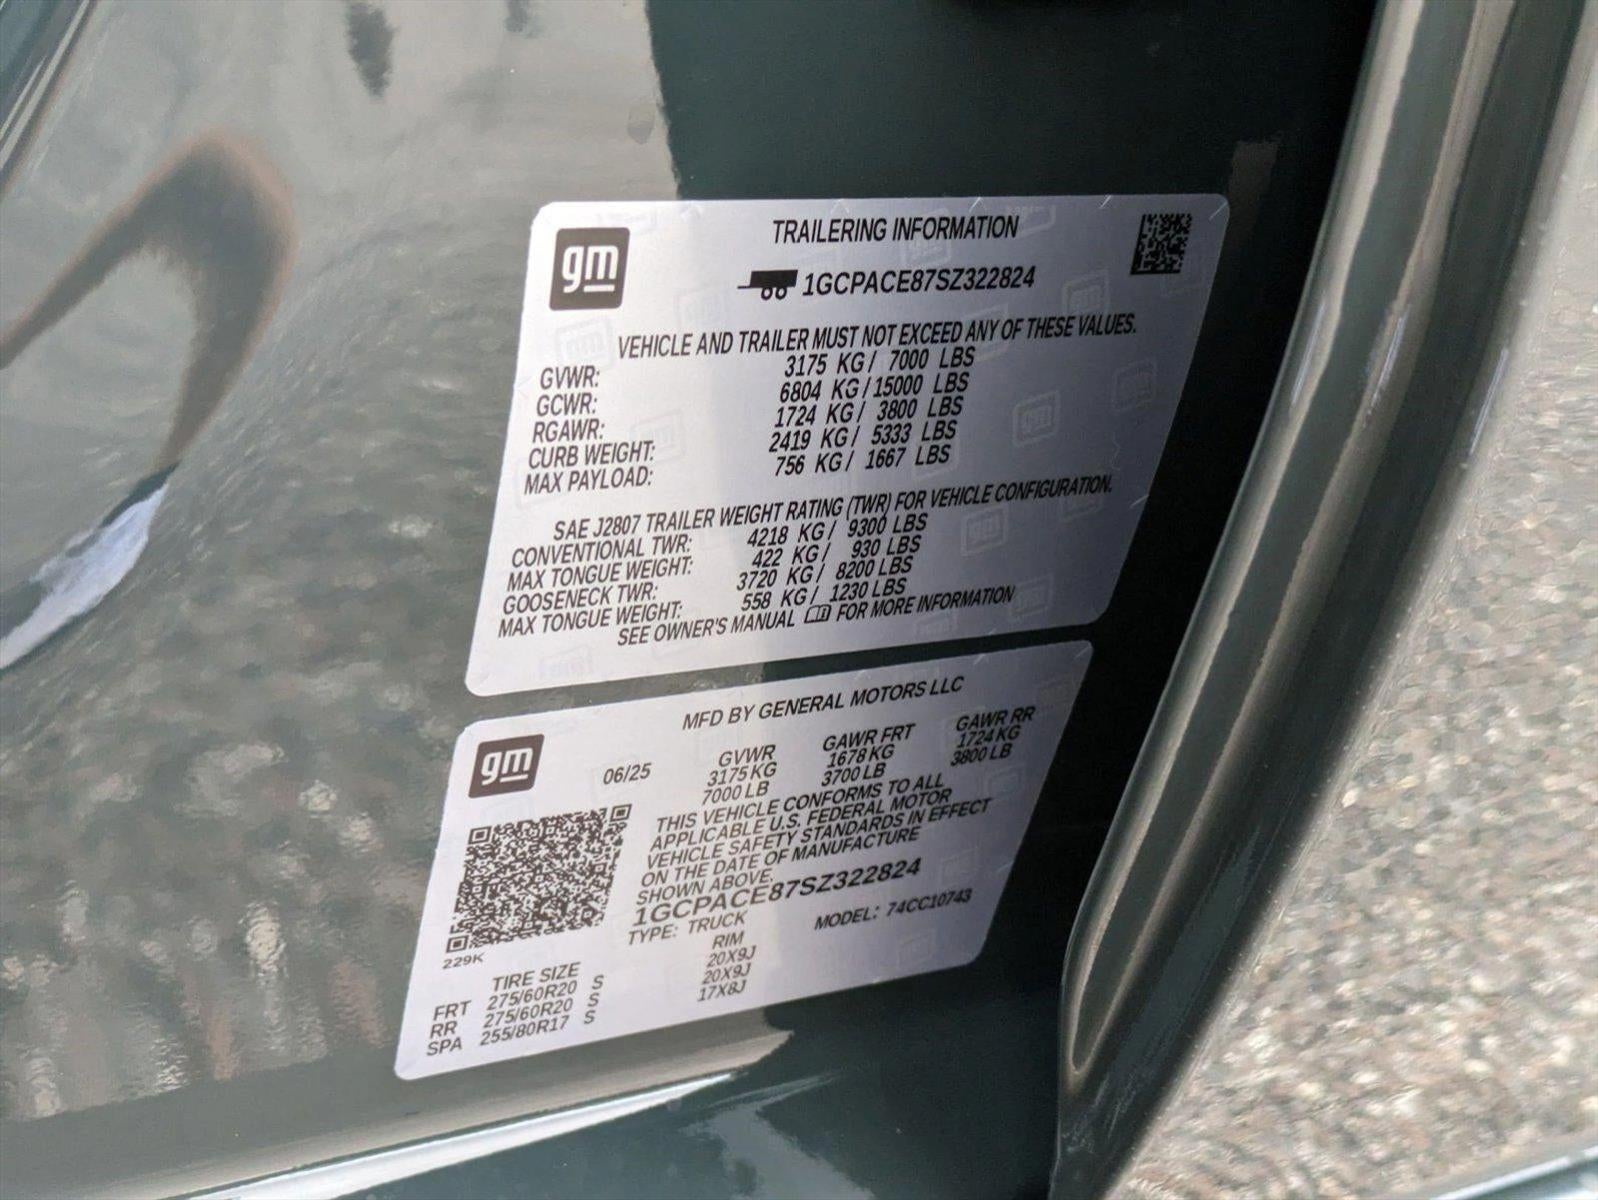 gm
TRAILERING INFORMATION
1GCPACE87SZ322824
VEHICLE AND TRAILER MUST NOT EXCEED ANY OF THESE VALUES.
GVWR: 3175 KG / 7000 LBS
GCWR: 6804 KG / 15000 LBS
RGAWR: 1724 KG / 3800 LBS
CURB WEIGHT: 2419 KG / 5333 LBS
MAX PAYLOAD: 756 KG / 1667 LBS
SAE J2807 TRAILER WEIGHT RATING (TWR) FOR VEHICLE CONFIGURATION.
CONVENTIONAL TWR: 4218 KG / 9300 LBS
MAX TONGUE WEIGHT: 422 KG / 930 LBS
GOOSENECK TWR: 3720 KG / 8200 LBS
MAX TONGUE WEIGHT: 558 KG / 1230 LBS
SEE OWNER'S MANUAL FOR MORE INFORMATION
gm
MFD BY GENERAL MOTORS LLC
06/25 GVWR GAWR FRT GAWR RR
3175 KG 1678 KG 1724 KG
7000 LB 3700 LB 3800 LB
THIS VEHICLE CONFORMS TO ALL
APPLICABLE U.S. FEDERAL MOTOR
VEHICLE SAFETY STANDARDS IN EFFECT
ON THE DATE OF MANUFACTURE
SHOWN ABOVE.
1GCPACE87SZ322824
TYPE: TRUCK MODEL: 74CC10743
229K
TIRE SIZE RIM
FRT 275/60R20 S 20X9J
RR 275/60R20 S 20X9J
SPA 255/80R17 S 17X8J